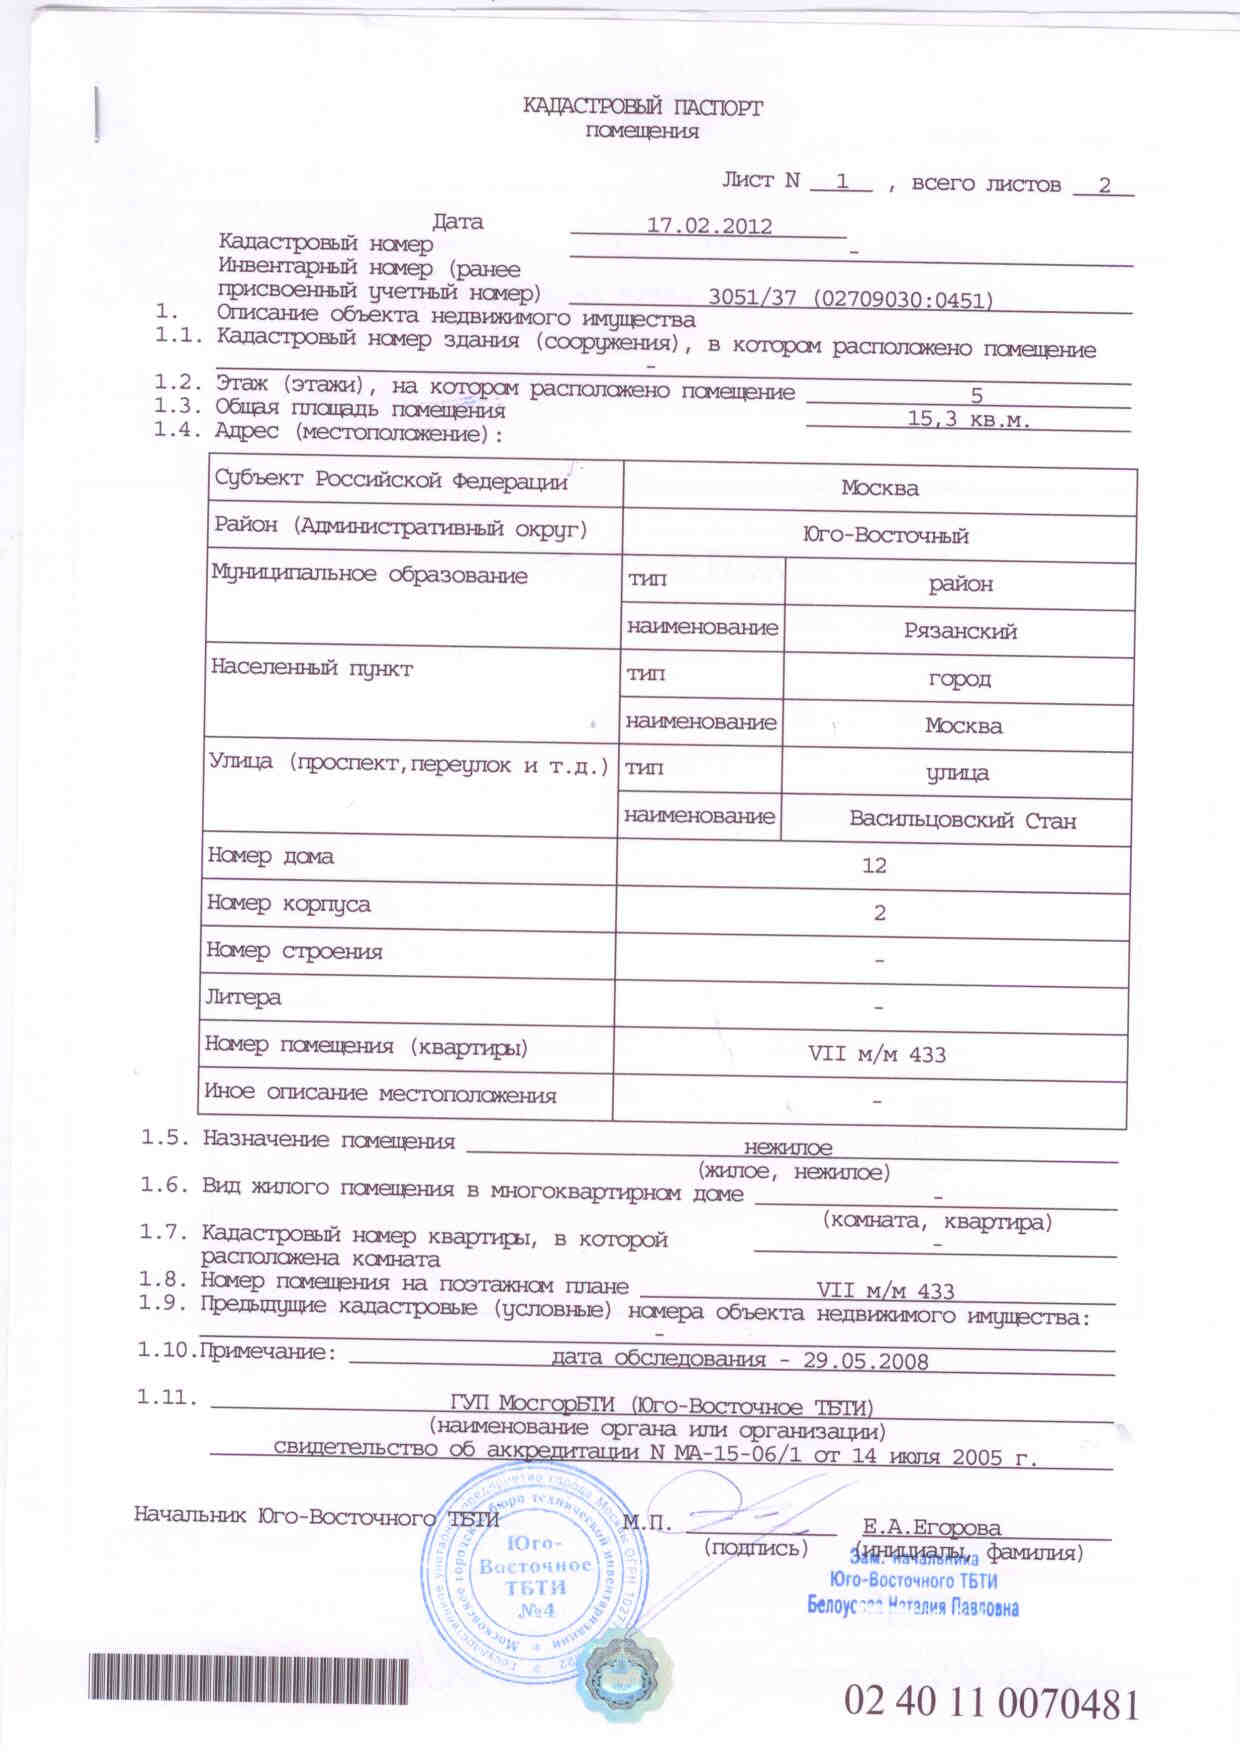 КАДАСТРОВЫЙ ПАСПОРТ
помещения
Лист N 1 , всего листов 2
Дата 17.02.2012
Кадастровый номер -
Инвентарный номер (ранее
присвоенный учетный номер) 3051/37 (02709030:0451)
1. Описание объекта недвижимого имущества
1.1. Кадастровый номер здания (сооружения), в котором расположено помещение
-
1.2. Этаж (этажи), на котором расположено помещение 5
1.3. Общая площадь помещения 15,3 кв.м.
1.4. Адрес (местоположение):
Субъект Российской Федерации Москва
Район (Административный округ) Юго-Восточный
Муниципальное образование тип район
наименование Рязанский
Населенный пункт тип город
наименование Москва
Улица (проспект,переулок и т.д.) тип улица
наименование Васильцовский Стан
Номер дома 12
Номер корпуса 2
Номер строения -
Литера -
Номер помещения (квартиры) VII м/м 433
Иное описание местоположения -
1.5. Назначение помещения нежилое
(жилое, нежилое)
1.6. Вид жилого помещения в многоквартирном доме -
(комната, квартира)
1.7. Кадастровый номер квартиры, в которой -
расположена комната
1.8. Номер помещения на поэтажном плане VII м/м 433
1.9. Предыдущие кадастровые (условные) номера объекта недвижимого имущества:
-
1.10.Примечание: дата обследования - 29.05.2008
1.11. ГУП МосгорБТИ (Юго-Восточное ТБТИ)
(наименование органа или организации)
свидетельство об аккредитации N МА-15-06/1 от 14 июля 2005 г.
Начальник Юго-Восточного ТБТИ М.П. Е.А.Егорова
(подпись) (инициалы, фамилия)
Зам. начальника
Юго-Восточного ТБТИ
Белоусова Наталия Павловна
Юго-
Восточное
ТБТИ
№4
Московское городское бюро технической инвентаризации
02 40 11 0070481